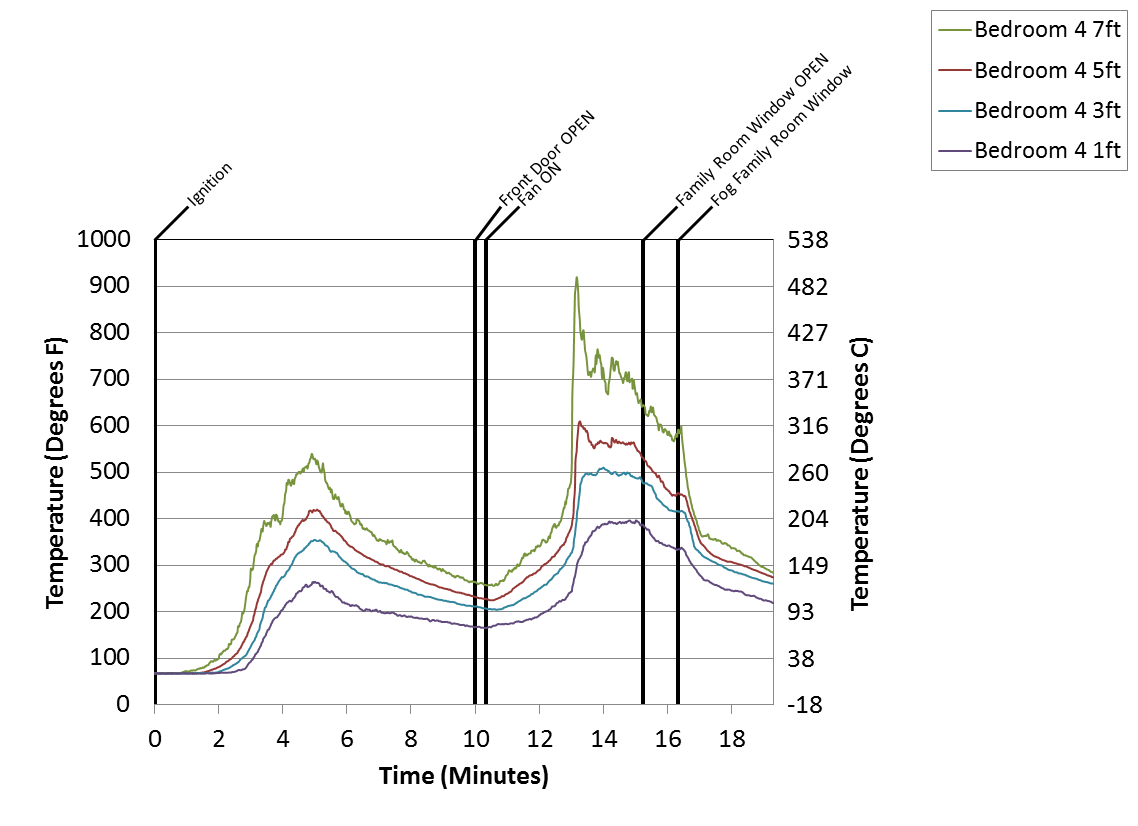 Bedroom 4 7ft
Bedroom 4 5ft
Bedroom 4 3ft
Bedroom 4 1ft
Ignition
Front Door OPEN
Fan ON
Family Room Window OPEN
Fog Family Room Window
Temperature (Degrees F)
1000
900
800
700
600
500
400
300
200
100
0
538
482
427
371
316
260
204
149
93
38
-18
Temperature (Degrees C)
0 2 4 6 8 10 12 14 16 18
Time (Minutes)